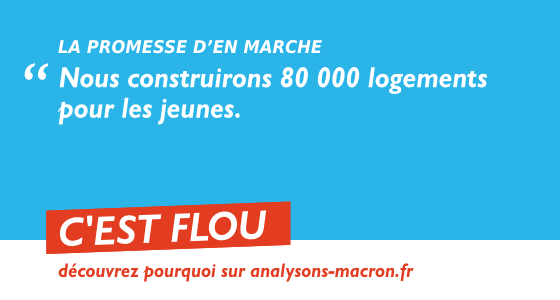 LA PROMESSE D’EN MARCHE
“ Nous construirons 80 000 logements
pour les jeunes.
C'EST FLOU
découvrez pourquoi sur analysons-macron.fr